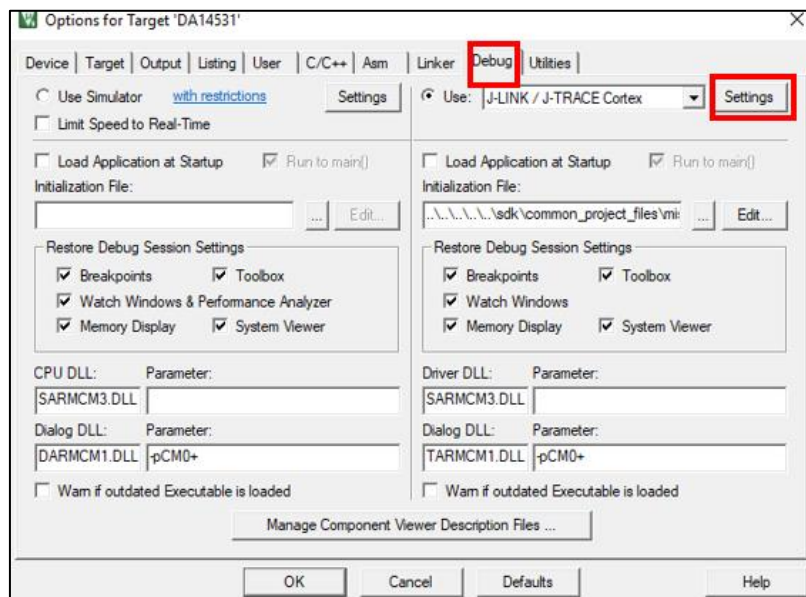 Options for Target 'DA14531'
Device Target Output Listing User C/C++ Asm Linker Debug Utilities
Use Simulator with restrictions Settings
Limit Speed to Real-Time
Load Application at Startup Run to main()
Initialization File:
... Edit...
Restore Debug Session Settings
Breakpoints Toolbox
Watch Windows & Performance Analyzer
Memory Display System Viewer
CPU DLL: Parameter:
SARMCM3.DLL
Dialog DLL: Parameter:
DARMCM1.DLL -pCM0+
Warn if outdated Executable is loaded
Use: J-LINK / J-TRACE Cortex Settings
Load Application at Startup Run to main()
Initialization File:
..\..\..\..\..\sdk\common_project_files\mis ... Edit...
Restore Debug Session Settings
Breakpoints Toolbox
Watch Windows
Memory Display System Viewer
Driver DLL: Parameter:
SARMCM3.DLL
Dialog DLL: Parameter:
TARMCM1.DLL -pCM0+
Warn if outdated Executable is loaded
Manage Component Viewer Description Files ...
OK Cancel Defaults Help